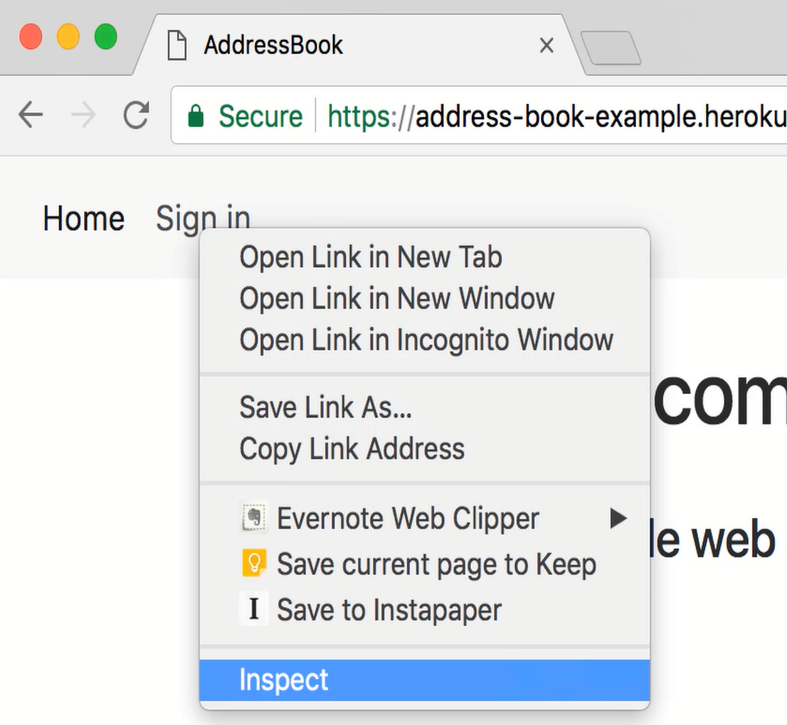 AddressBook
Secure https://address-book-example.heroku
Home Sign in
Open Link in New Tab
Open Link in New Window
Open Link in Incognito Window
com
Save Link As...
Copy Link Address
Evernote Web Clipper
le web
Save current page to Keep
I Save to Instapaper
Inspect